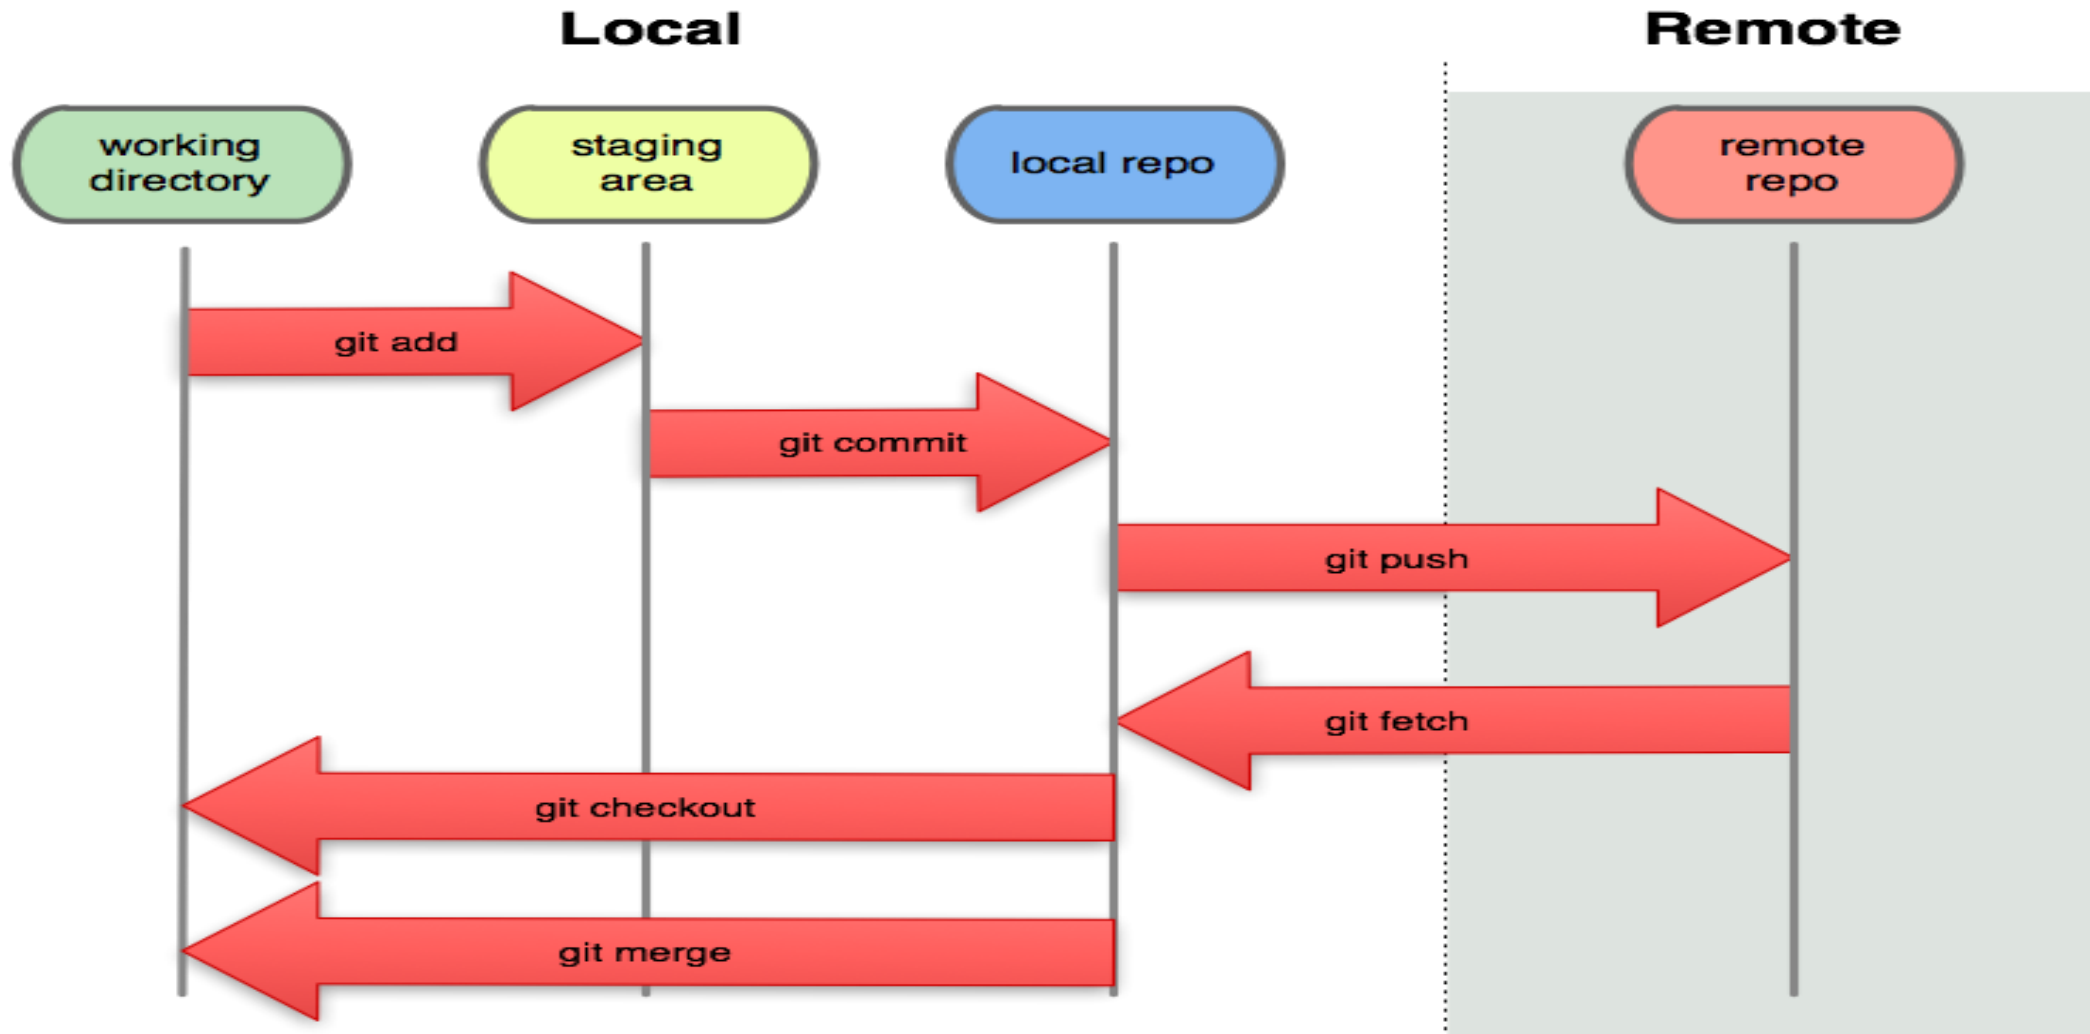 Local
Remote
working
directory
staging
area
local repo
remote
repo
git add
git commit
git push
git fetch
git checkout
git merge